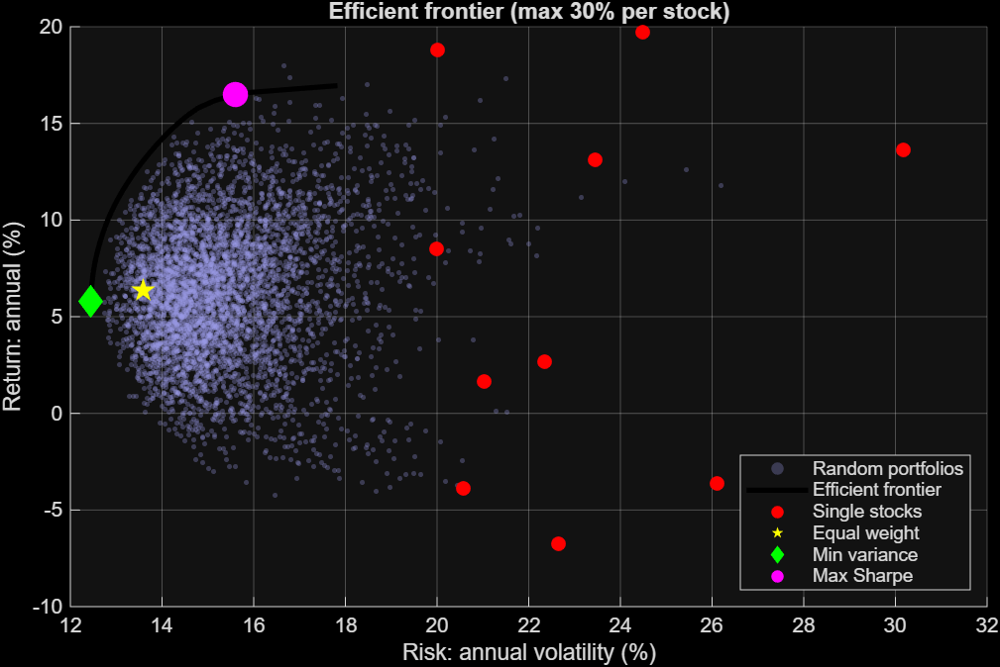 Efficient frontier (max 30% per stock)
20
15
10
5
0
-5
-10
Return: annual (%)
Random portfolios
Efficient frontier
Single stocks
Equal weight
Min variance
Max Sharpe
12 14 16 18 20 22 24 26 28 30 32
Risk: annual volatility (%)